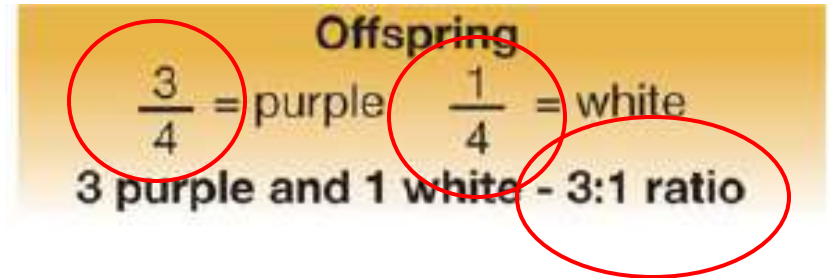 Offspring
3/4 = purple 1/4 = white
3 purple and 1 white - 3:1 ratio